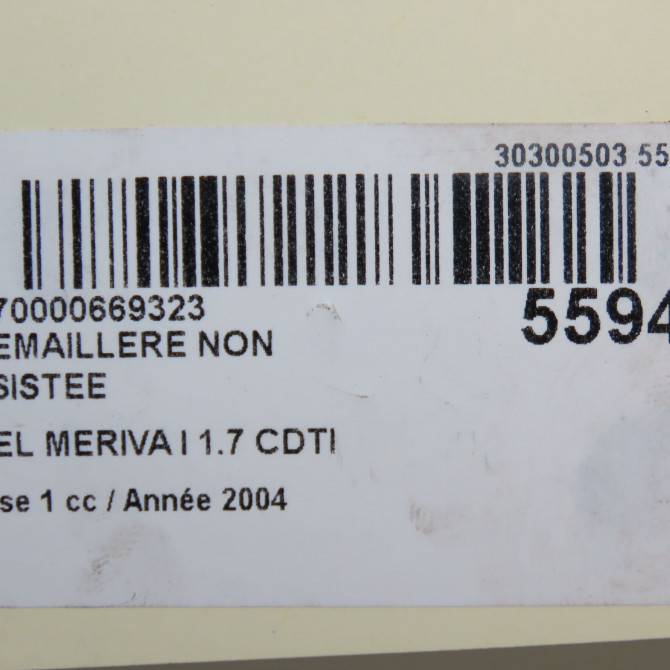 30300503 55
70000669323
5594
EMAILLERE NON
SISTEE
EL MERIVA I 1.7 CDTI
se 1 cc / Année 2004